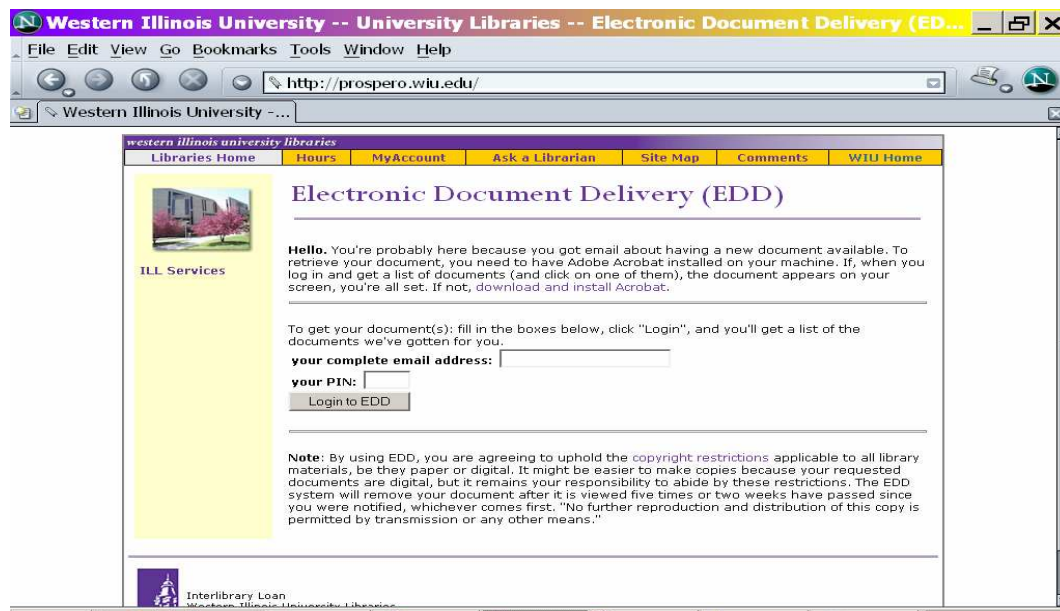 Western Illinois University -- University Libraries -- Electronic Document Delivery (ED...
File Edit View Go Bookmarks Tools Window Help
http://prospero.wiu.edu/
Western Illinois University -...
western illinois university libraries
Libraries Home Hours MyAccount Ask a Librarian Site Map Comments WIU Home
Electronic Document Delivery (EDD)
ILL Services
Hello. You're probably here because you got email about having a new document available. To
retrieve your document, you need to have Adobe Acrobat installed on your machine. If, when you
log in and get a list of documents (and click on one of them), the document appears on your
screen, you're all set. If not, download and install Acrobat.
To get your document(s): fill in the boxes below, click "Login", and you'll get a list of the
documents we've gotten for you.
your complete email address:
your PIN:
Login to EDD
Note: By using EDD, you are agreeing to uphold the copyright restrictions applicable to all library
materials, be they paper or digital. It might be easier to make copies because your requested
documents are digital, but it remains your responsibility to abide by these restrictions. The EDD
system will remove your document after it is viewed five times or two weeks have passed since
you were notified, whichever comes first. "No further reproduction and distribution of this copy is
permitted by transmission or any other means."
Interlibrary Loan
Western Illinois University Libraries